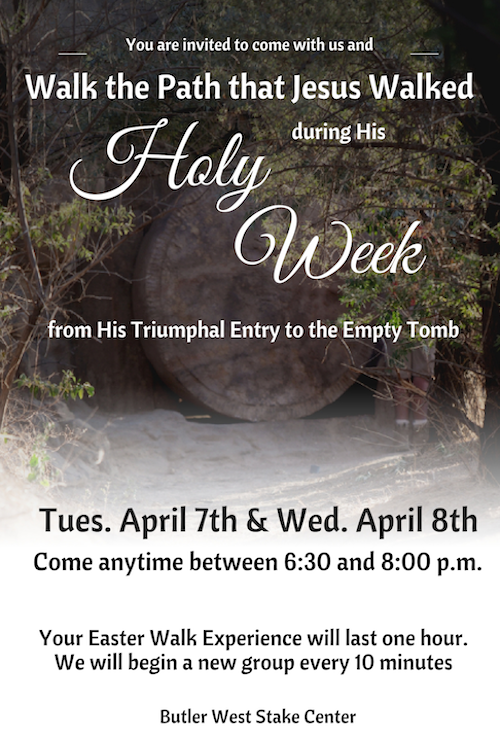 You are invited to come with us and
Walk the Path that Jesus Walked
during His
Holy
Week
from His Triumphal Entry to the Empty Tomb
Tues. April 7th & Wed. April 8th
Come anytime between 6:30 and 8:00 p.m.
Your Easter Walk Experience will last one hour.
We will begin a new group every 10 minutes
Butler West Stake Center